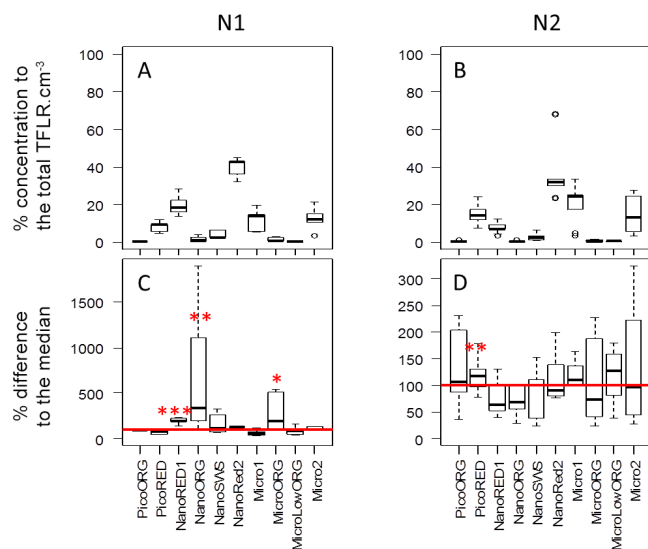 N1
N2
% concentration to
the total TFLR.cm-3
A
100
80
60
40
20
0
B
100
80
60
40
20
0
% difference
to the median
C
1500
1000
500
0
**
***
*
D
300
250
200
150
100
50
0
**
PicoORG
PicoRED
NanoRED1
NanoORG
NanoSWS
NanoRed2
Micro1
MicroORG
MicroLowORG
Micro2
PicoORG
PicoRED
NanoRED1
NanoORG
NanoSWS
NanoRed2
Micro1
MicroORG
MicroLowORG
Micro2